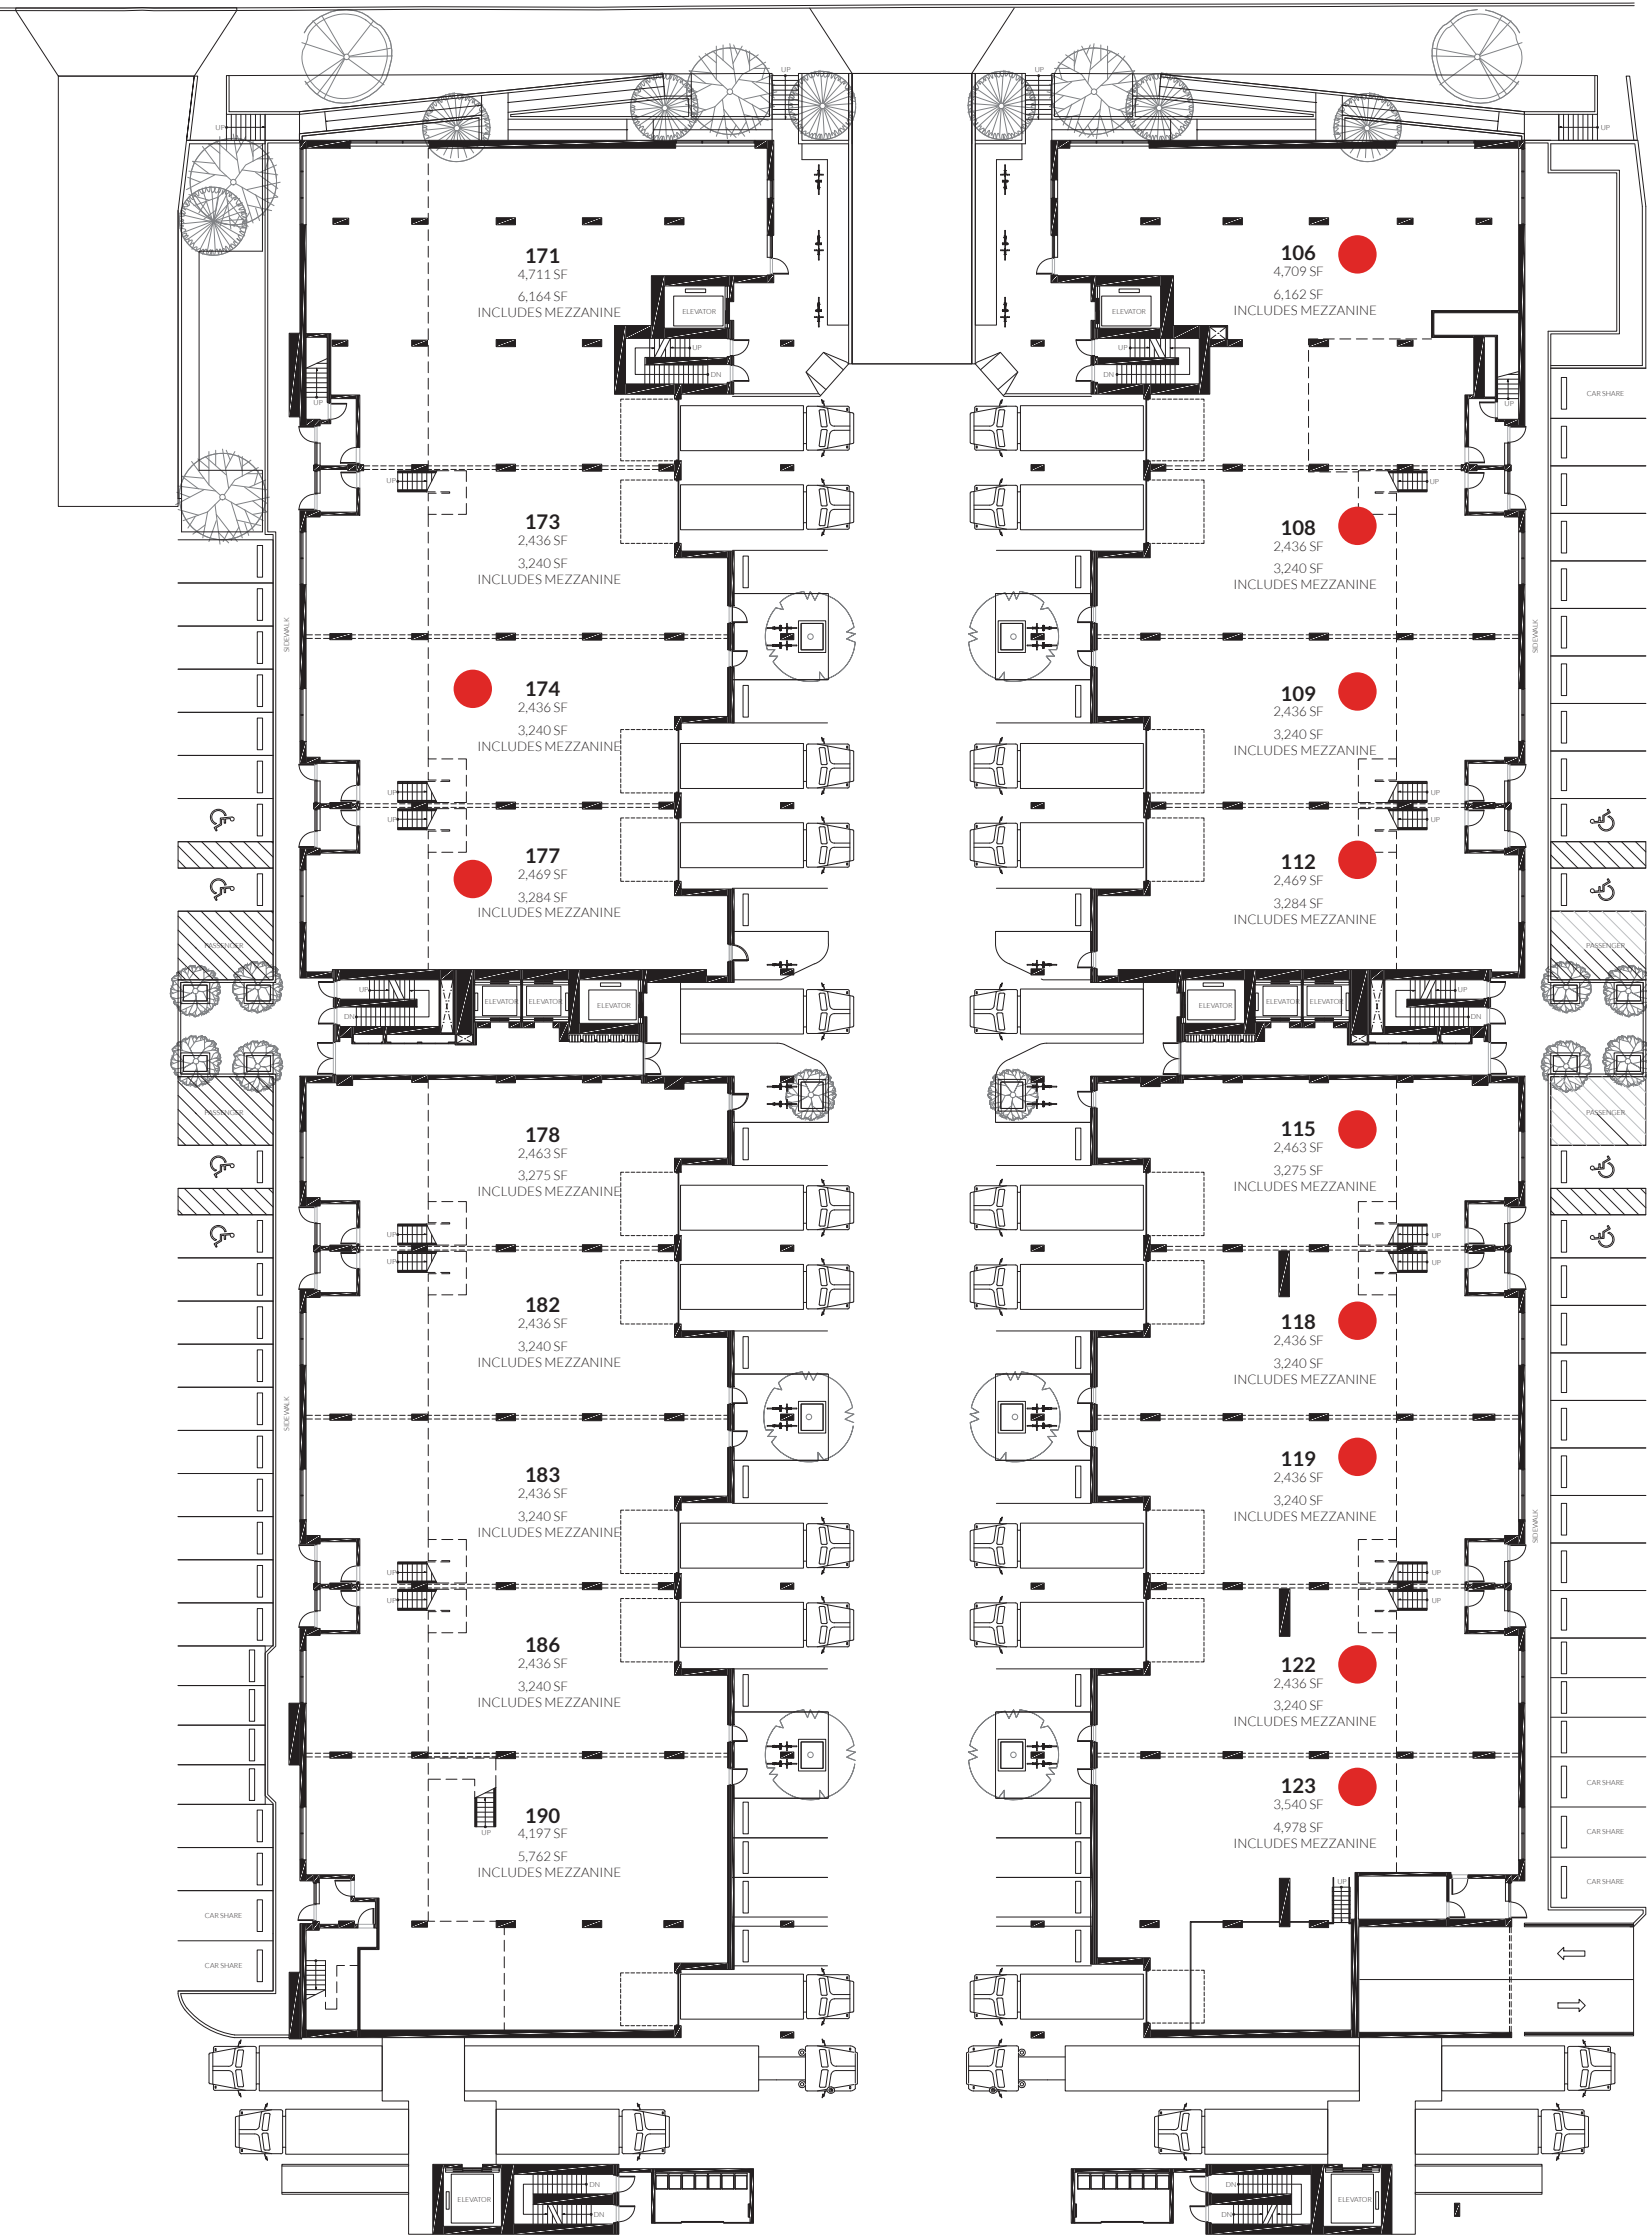 UP
UP
UP
UP
171
4,711 SF
6,164 SF
INCLUDES MEZZANINE
ELEVATOR
UP
DN
UP
106
4,709 SF
6,162 SF
INCLUDES MEZZANINE
ELEVATOR
UP
DN
UP
CAR SHARE
UP
173
2,436 SF
3,240 SF
INCLUDES MEZZANINE
UP
108
2,436 SF
3,240 SF
INCLUDES MEZZANINE
SIDEWALK
SIDEWALK
174
2,436 SF
3,240 SF
INCLUDES MEZZANINE
UP
UP
109
2,436 SF
3,240 SF
INCLUDES MEZZANINE
UP
UP
177
2,469 SF
3,284 SF
INCLUDES MEZZANINE
112
2,469 SF
3,284 SF
INCLUDES MEZZANINE
PASSENGER
PASSENGER
UP
DN
ELEVATOR
ELEVATOR
ELEVATOR
ELEVATOR
ELEVATOR
ELEVATOR
UP
DN
PASSENGER
PASSENGER
178
2,463 SF
3,275 SF
INCLUDES MEZZANINE
UP
UP
115
2,463 SF
3,275 SF
INCLUDES MEZZANINE
UP
UP
182
2,436 SF
3,240 SF
INCLUDES MEZZANINE
118
2,436 SF
3,240 SF
INCLUDES MEZZANINE
SIDEWALK
183
2,436 SF
3,240 SF
INCLUDES MEZZANINE
UP
UP
119
2,436 SF
3,240 SF
INCLUDES MEZZANINE
SIDEWALK
UP
UP
186
2,436 SF
3,240 SF
INCLUDES MEZZANINE
122
2,436 SF
3,240 SF
INCLUDES MEZZANINE
190
4,197 SF
5,762 SF
INCLUDES MEZZANINE
UP
123
3,540 SF
4,978 SF
INCLUDES MEZZANINE
UP
CAR SHARE
CAR SHARE
CAR SHARE
CAR SHARE
CAR SHARE
ELEVATOR
DN
DN
DN
DN
ELEVATOR